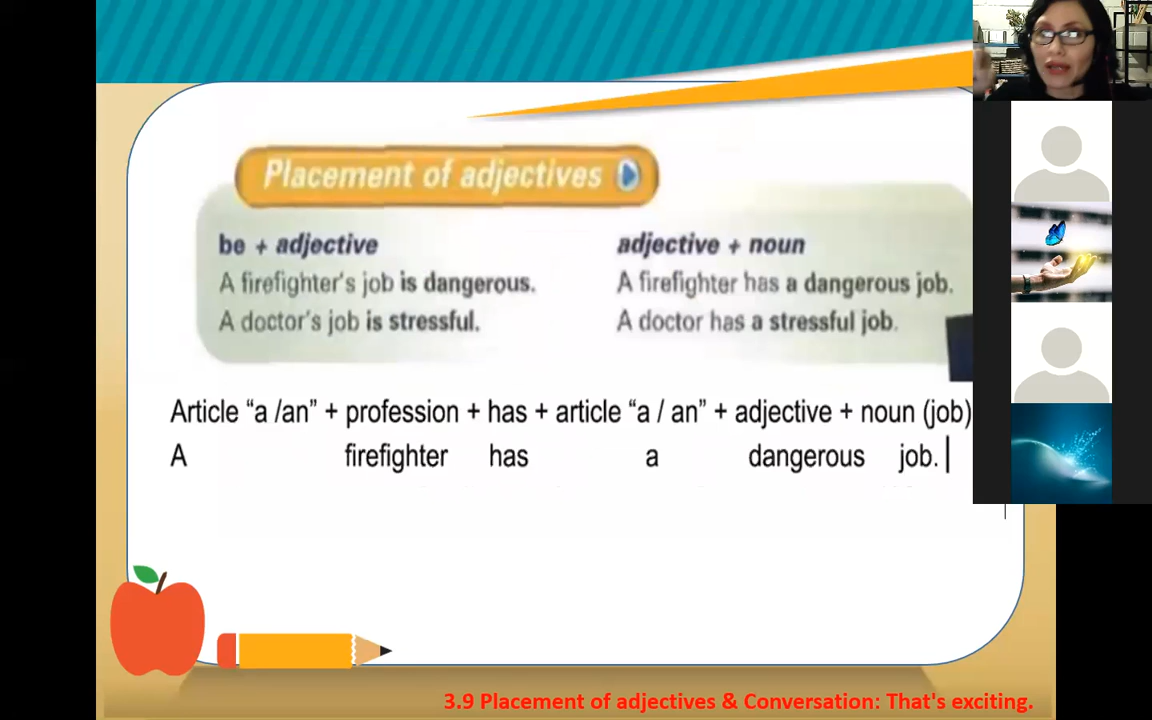 Placement of adjectives
be + adjective
A firefighter's job is dangerous.
A doctor's job is stressful.
adjective + noun
A firefighter has a dangerous job.
A doctor has a stressful job.
Article “a /an” + profession + has + article “a / an” + adjective + noun (job)
A firefighter has a dangerous job.
3.9 Placement of adjectives & Conversation: That's exciting.